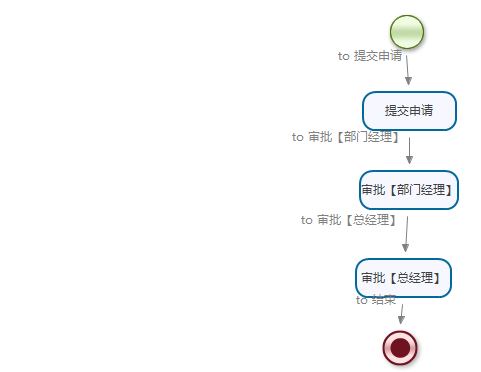 to 提交申请
提交申请
to 审批【部门经理】
审批【部门经理】
to 审批【总经理】
审批【总经理】
to 结束